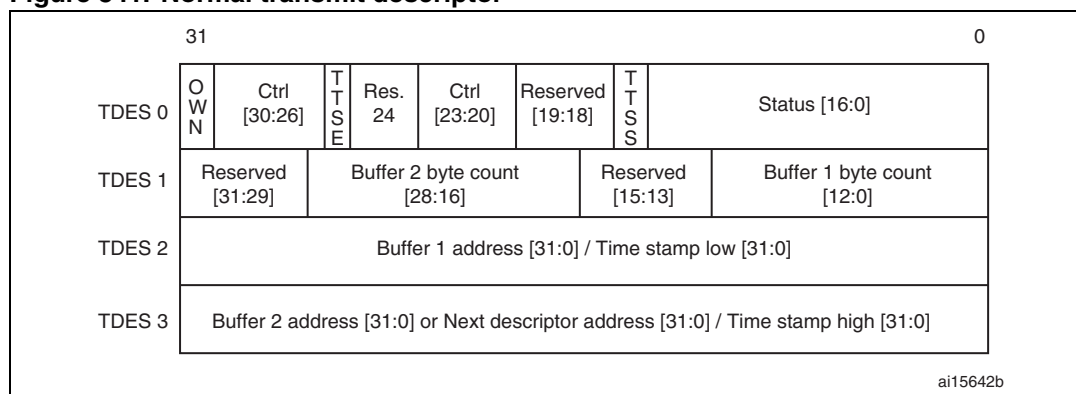 31 0
TDES 0 OWN Ctrl [30:26] TTSE Res. 24 Ctrl [23:20] Reserved [19:18] TTSS Status [16:0]
TDES 1 Reserved [31:29] Buffer 2 byte count [28:16] Reserved [15:13] Buffer 1 byte count [12:0]
TDES 2 Buffer 1 address [31:0] / Time stamp low [31:0]
TDES 3 Buffer 2 address [31:0] or Next descriptor address [31:0] / Time stamp high [31:0]
ai15642b